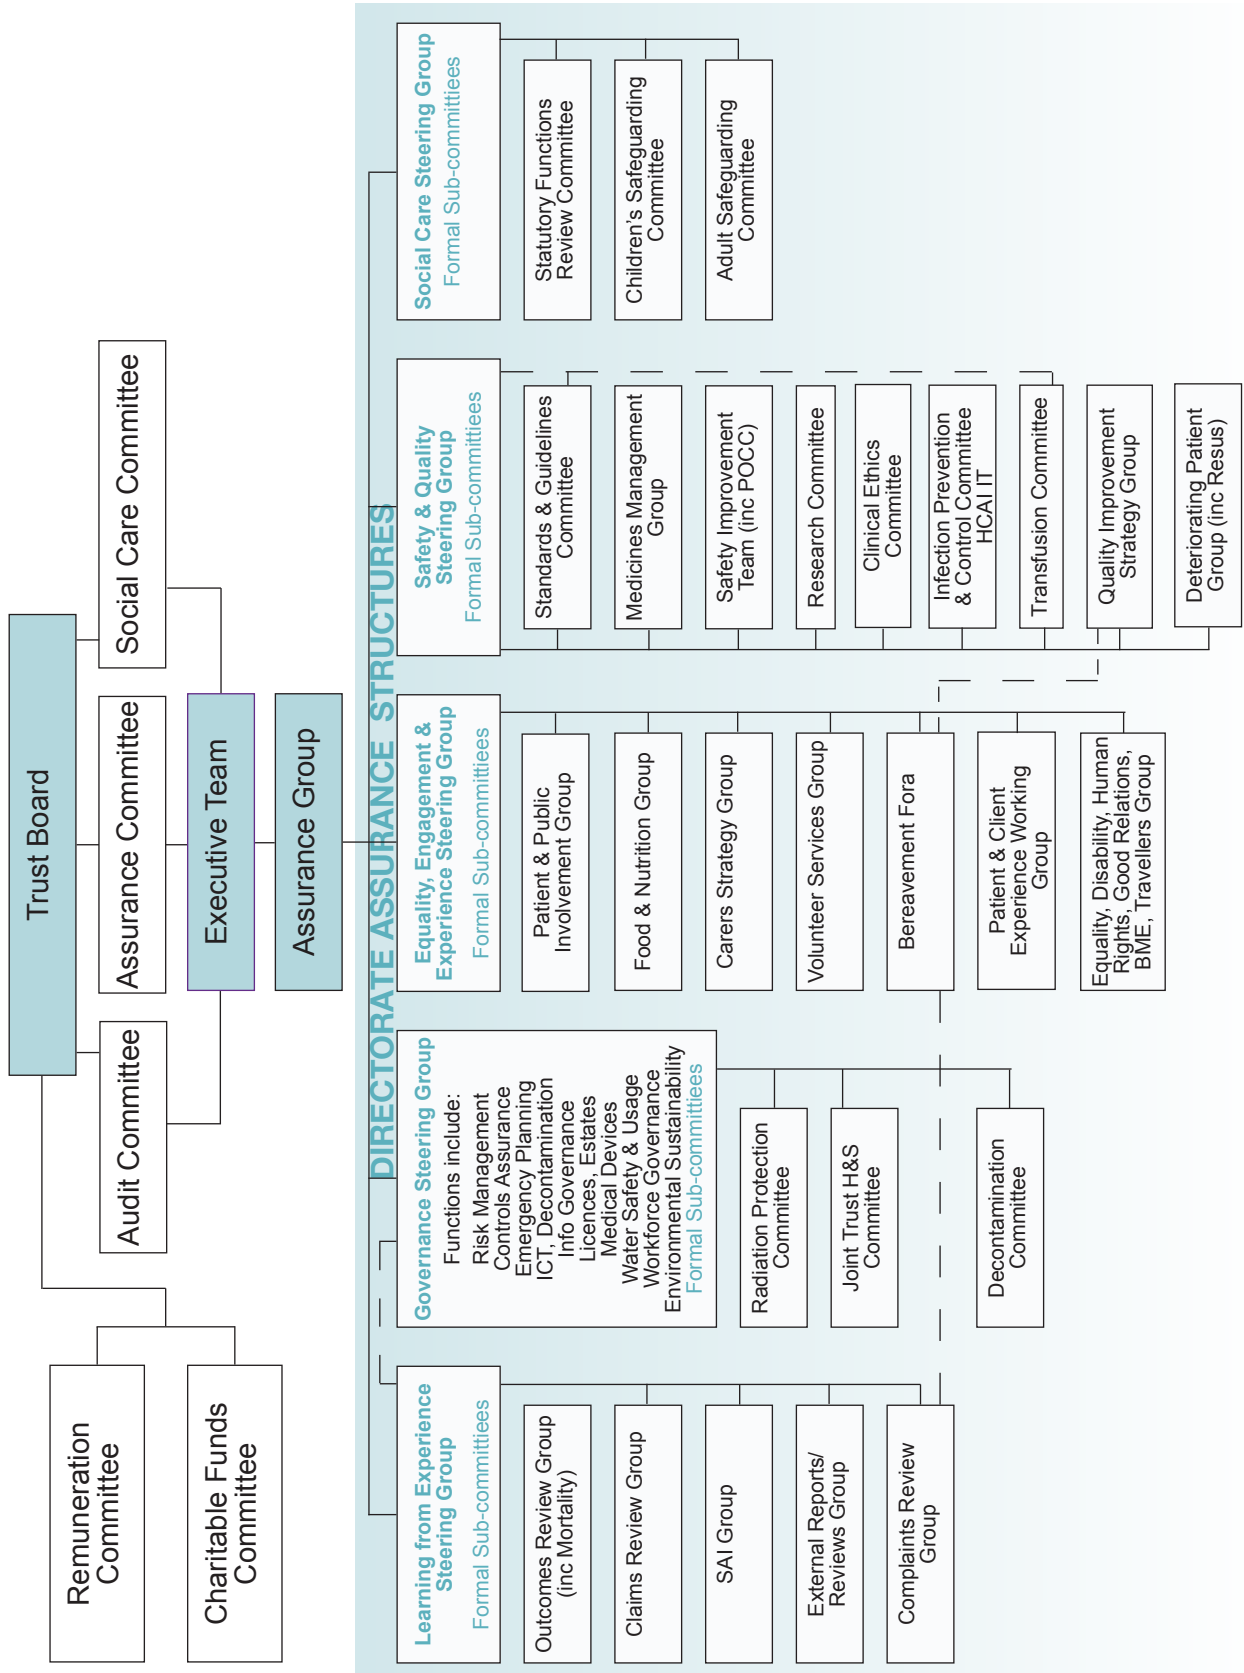 Trust Board
Remuneration
Committee
Charitable Funds
Committee
Audit Committee
Assurance Committee
Social Care Committee
Executive Team
Assurance Group
DIRECTORATE ASSURANCE STRUCTURES
Learning from Experience
Steering Group
Formal Sub-committiees
Outcomes Review Group
(inc Mortality)
Claims Review Group
SAI Group
External Reports/
Reviews Group
Complaints Review
Group
Governance Steering Group
Functions include:
Risk Management
Controls Assurance
Emergency Planning
ICT, Decontamination
Info Governance
Licences, Estates
Medical Devices
Water Safety & Usage
Workforce Governance
Environmental Sustainability
Formal Sub-committiees
Radiation Protection
Committee
Joint Trust H&S
Committee
Decontamination
Committee
Equality, Engagement &
Experience Steering Group
Formal Sub-committiees
Patient & Public
Involvement Group
Food & Nutrition Group
Carers Strategy Group
Volunteer Services Group
Bereavement Fora
Patient & Client
Experience Working
Group
Equality, Disability, Human
Rights, Good Relations,
BME, Travellers Group
Safety & Quality
Steering Group
Formal Sub-committiees
Standards & Guidelines
Committee
Medicines Management
Group
Safety Improvement
Team (inc POCC)
Research Committee
Clinical Ethics
Committee
Infection Prevention
& Control Committee
HCAI IT
Transfusion Committee
Quality Improvement
Strategy Group
Deteriorating Patient
Group (inc Resus)
Social Care Steering Group
Formal Sub-committiees
Statutory Functions
Review Committee
Children's Safeguarding
Committee
Adult Safeguarding
Committee